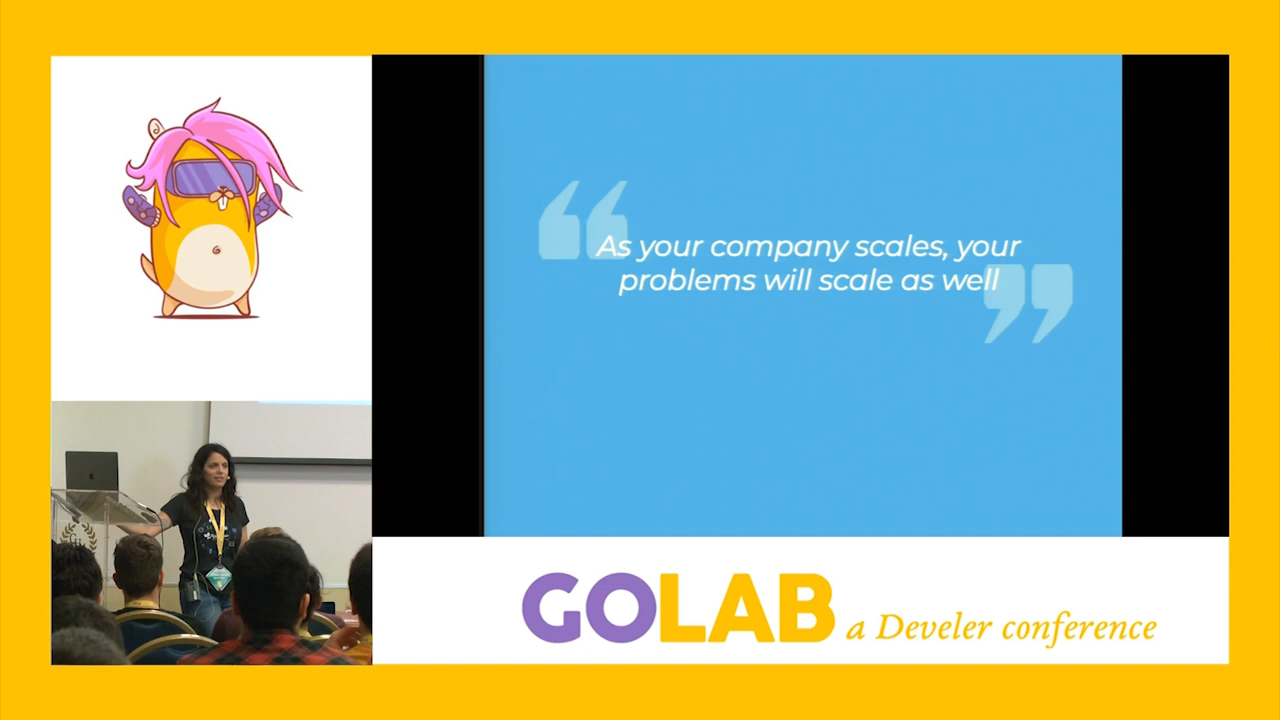 As your company scales, your
problems will scale as well
GOLAB a Develer conference